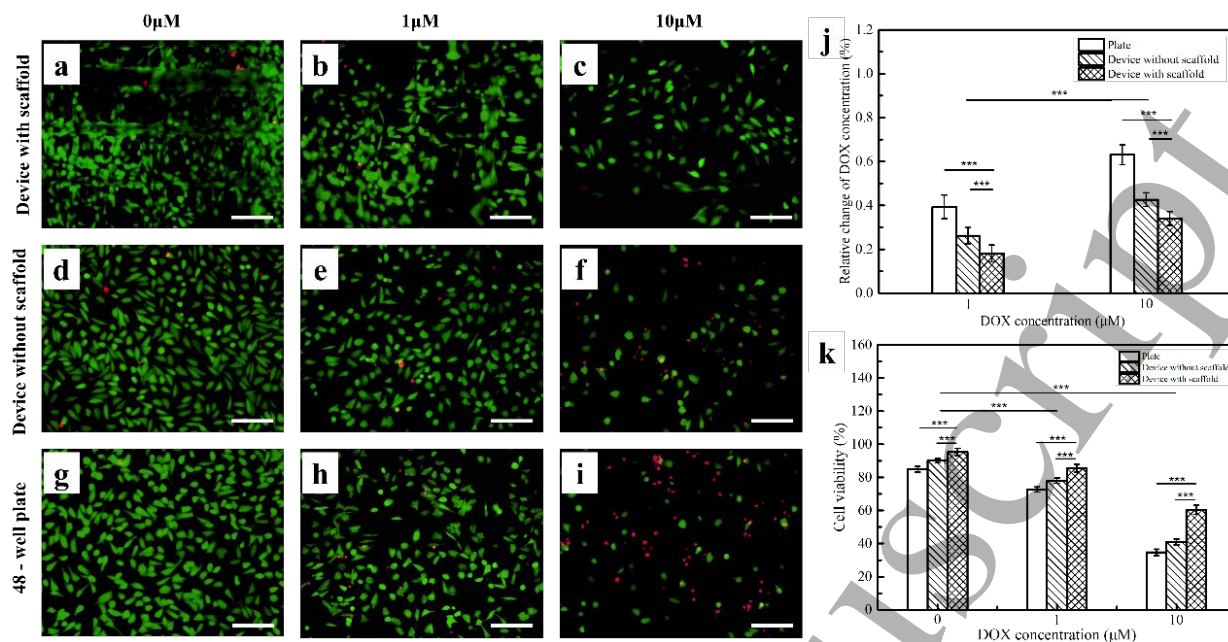 0μM 1μM 10μM
Device with scaffold
a b c
Device without scaffold
d e f
48 - well plate
g h i
j
Relative change of DOX concentration (%)
1.2
1.0
0.8
0.6
0.4
0.2
0.0
Plate
Device without scaffold
Device with scaffold
***
*** ***
*** ***
1 10
DOX concentration (μM)
k
Cell viability (%)
160
140
120
100
80
60
40
20
0
Plate
Device without scaffold
Device with scaffold
***
***
*** ***
*** ***
***
***
0 1 10
DOX concentration (μM)